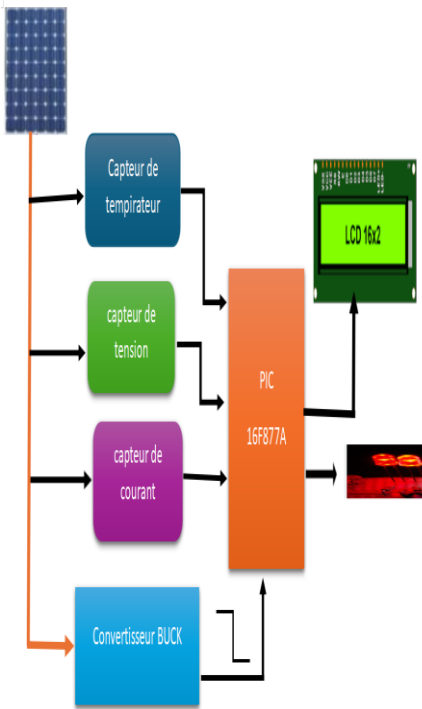 Capteur de
tempirateur
LCD 16x2
capteur de
tension
PIC
16F877A
capteur de
courant
Convertisseur BUCK